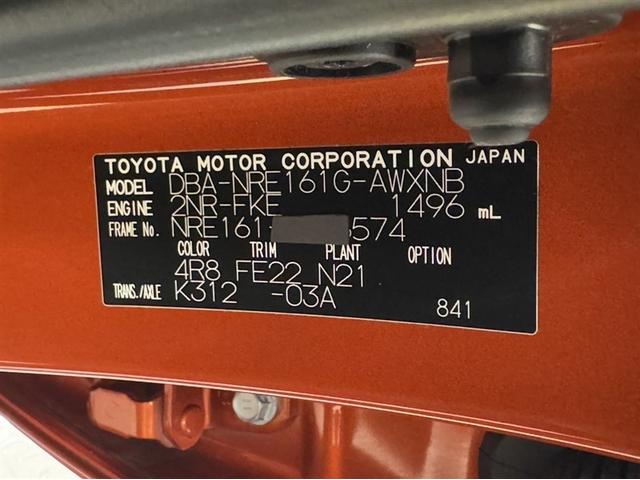 TOYOTA MOTOR CORPORATION JAPAN
MODEL DBA-NRE161G-AWXNB
ENGINE 2NR-FKE 1496 mL
FRAME No. NRE161 574
COLOR TRIM PLANT OPTION
4R8 FE22 N21
TRANS./AXLE K312 -03A
841